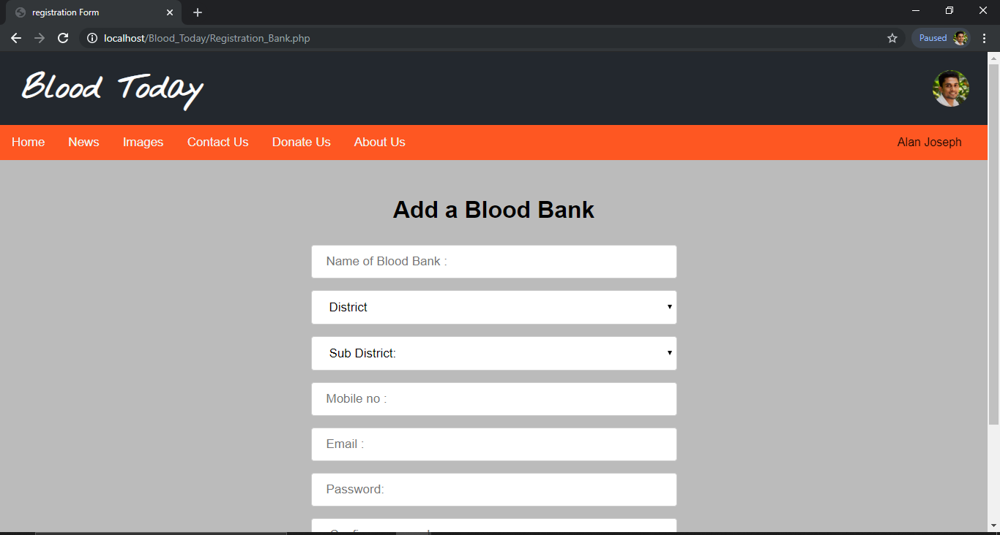 registration Form
localhost/Blood_Today/Registration_Bank.php
Paused
Blood Today
Home News Images Contact Us Donate Us About Us Alan Joseph
Add a Blood Bank
Name of Blood Bank :
District
Sub District:
Mobile no :
Email :
Password: